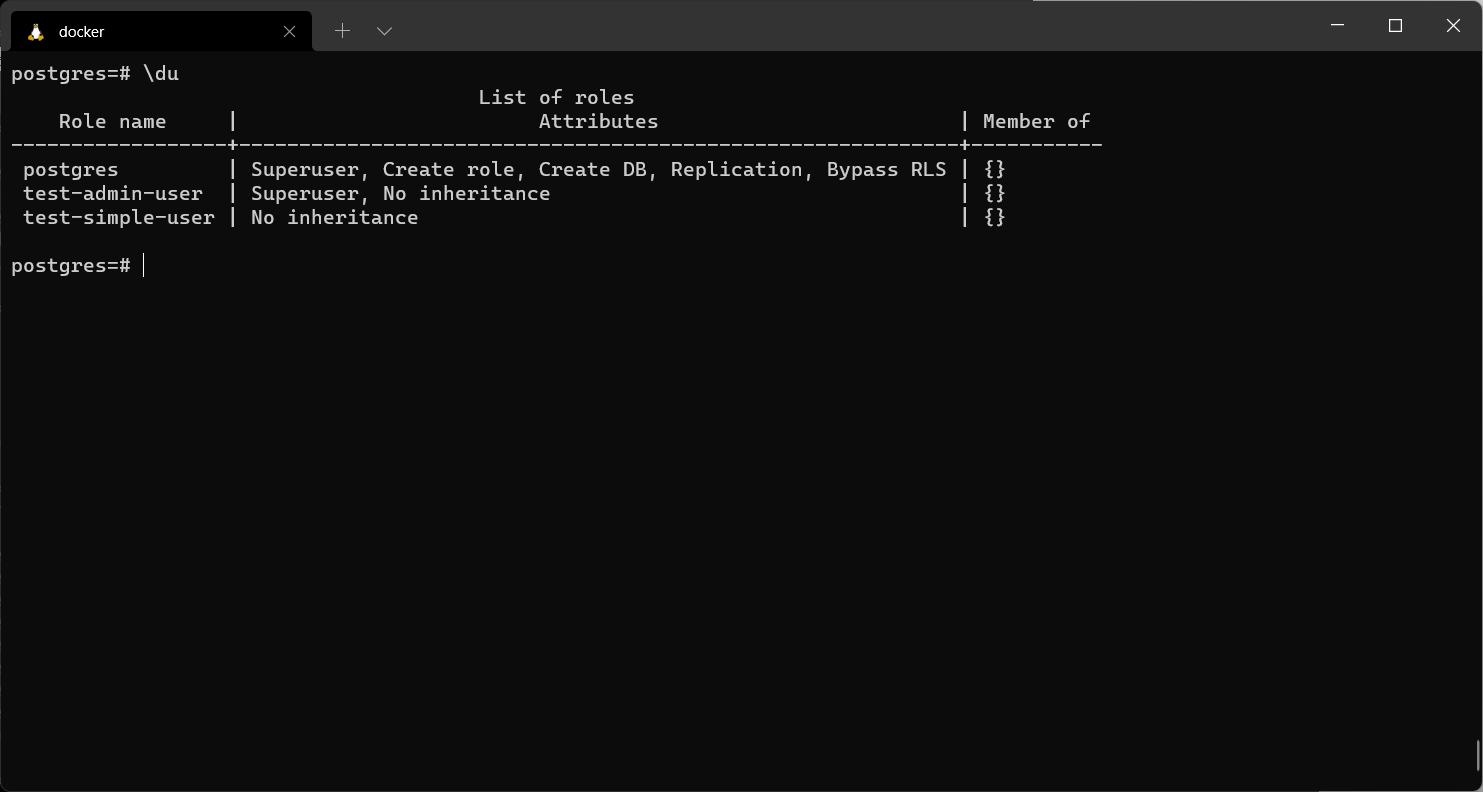 docker
postgres=# \du
                                       List of roles
    Role name     |                         Attributes                         | Member of
------------------+------------------------------------------------------------+-----------
 postgres         | Superuser, Create role, Create DB, Replication, Bypass RLS | {}
 test-admin-user  | Superuser, No inheritance                                  | {}
 test-simple-user | No inheritance                                             | {}
postgres=#